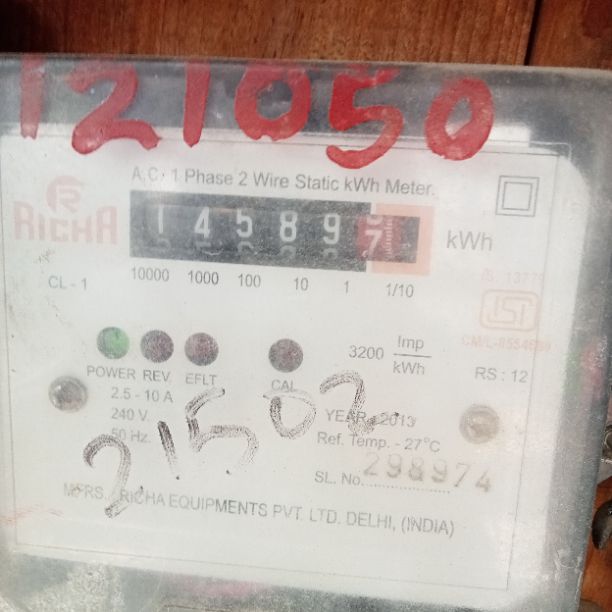 121050
A.C. 1 Phase 2 Wire Static kWh Meter.
RICHA
1 4 5 8 9 7 kWh
CL - 1 10000 1000 100 10 1 1/10
ISI
3200 Imp/kWh
POWER REV. EFLT CAL RS : 12
2.5 - 10 A
240 V.
50 Hz.
YEAR : 2013
Ref. Temp. - 27°C
21502
SL. No. 298974
MFRS. : RICHA EQUIPMENTS PVT. LTD. DELHI, (INDIA)